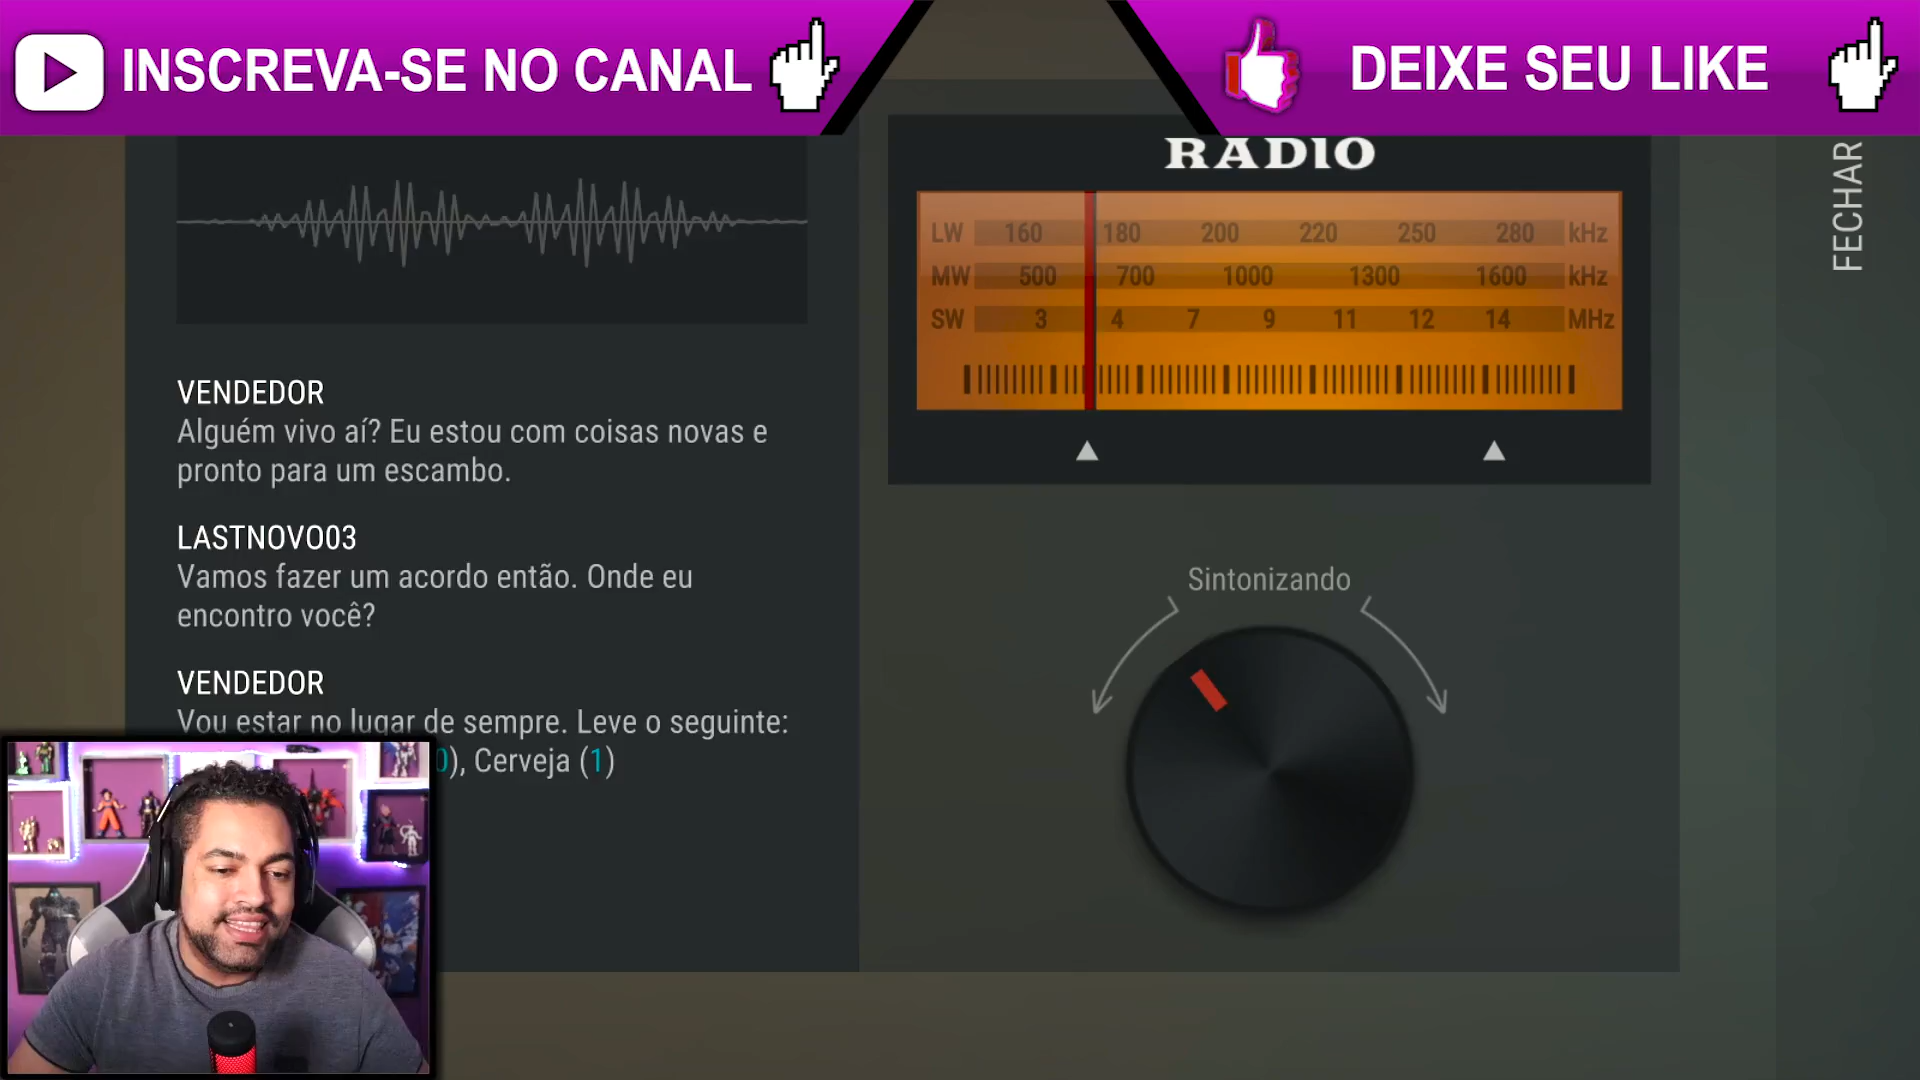 INSCREVA-SE NO CANAL
DEIXE SEU LIKE
FECHAR
RADIO
LW 160 180 200 220 250 280 kHz
MW 500 700 1000 1300 1600 kHz
SW 3 4 7 9 11 12 14 MHz
VENDEDOR
Alguém vivo aí? Eu estou com coisas novas e
pronto para um escambo.
LASTNOVO03
Vamos fazer um acordo então. Onde eu
encontro você?
VENDEDOR
Vou estar no lugar de sempre. Leve o seguinte:
0), Cerveja (1)
Sintonizando